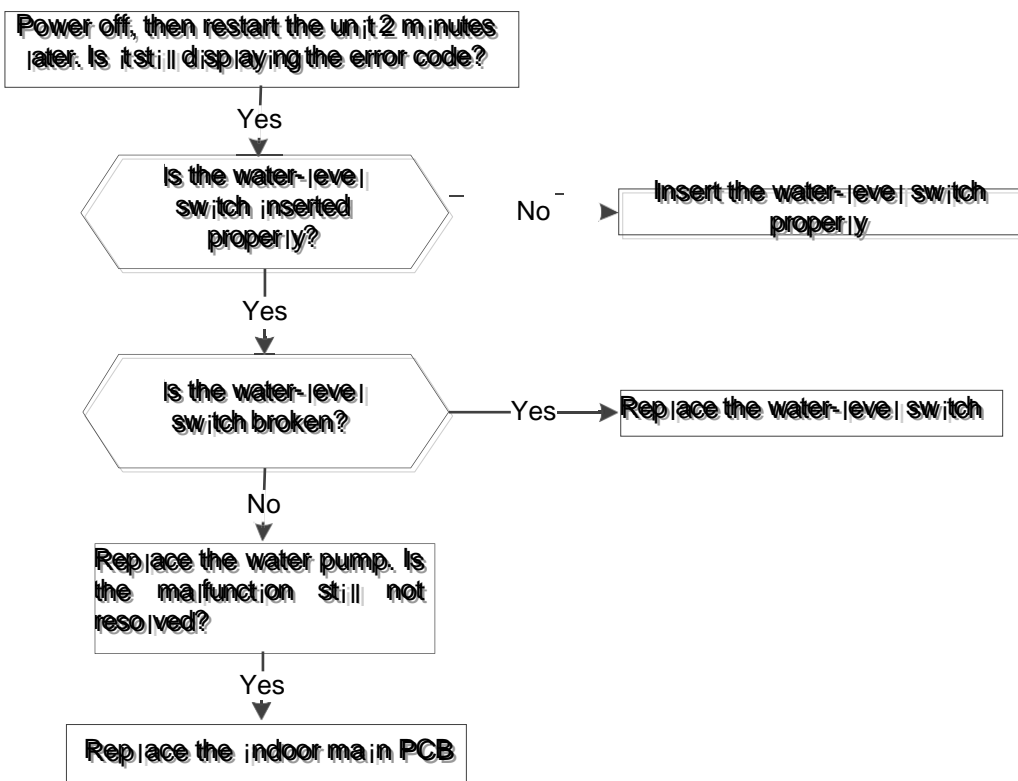 Power off, then restart the unit 2 minutes
later. Is it still displaying the error code?
Yes
Is the water-level
switch inserted
properly?
No
Insert the water-level switch
properly
Yes
Is the water-level
switch broken?
Yes
Replace the water-level switch
No
Replace the water pump. Is
the malfunction still not
resolved?
Yes
Replace the indoor main PCB